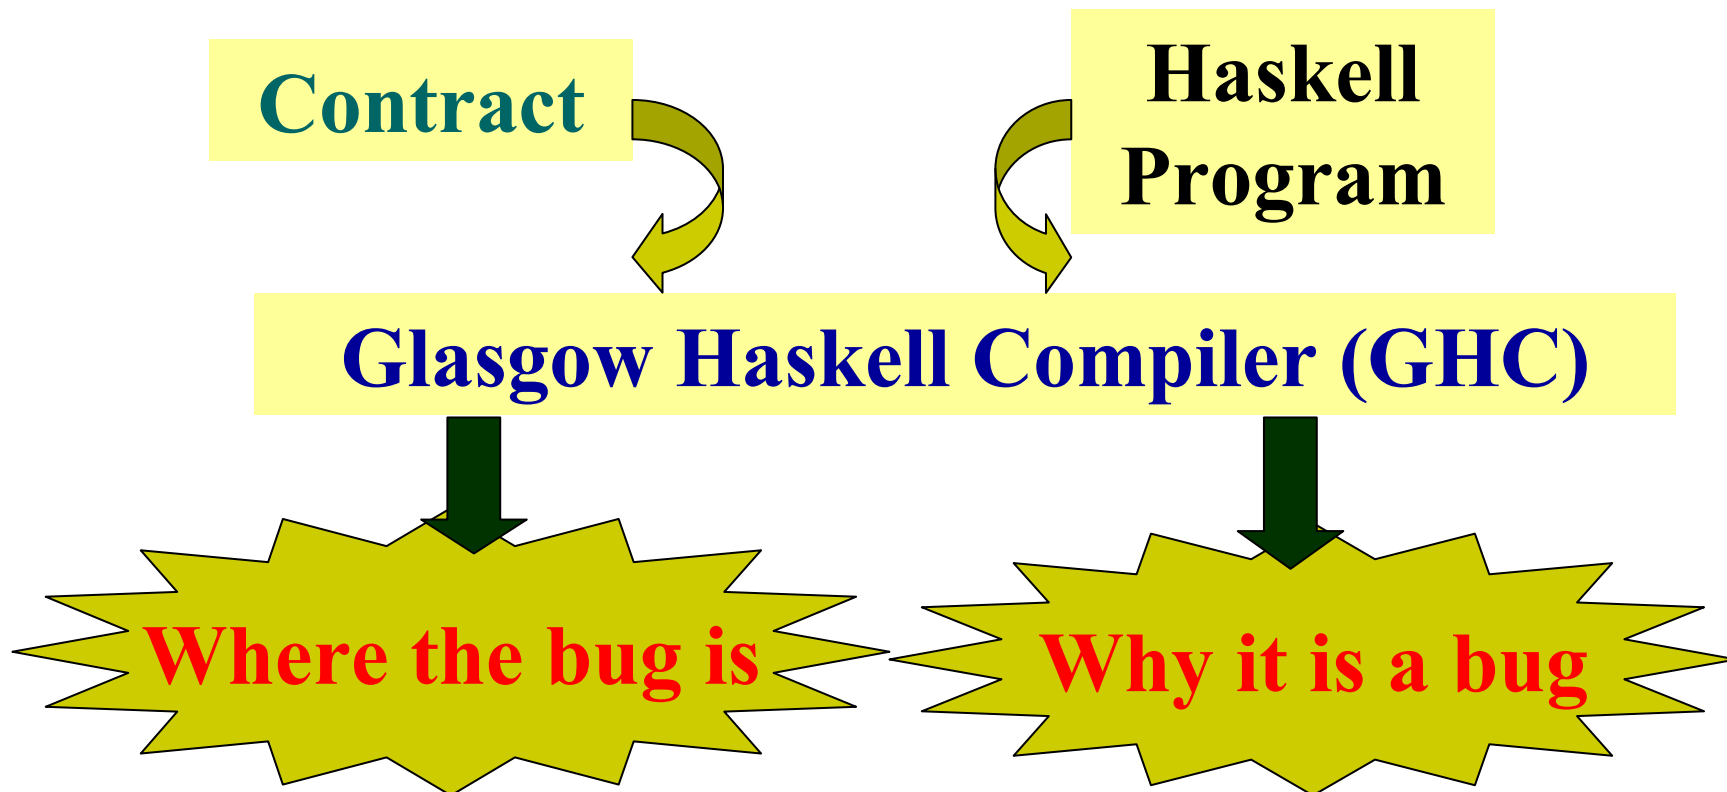 Contract
Haskell
Program
Glasgow Haskell Compiler (GHC)
Where the bug is
Why it is a bug